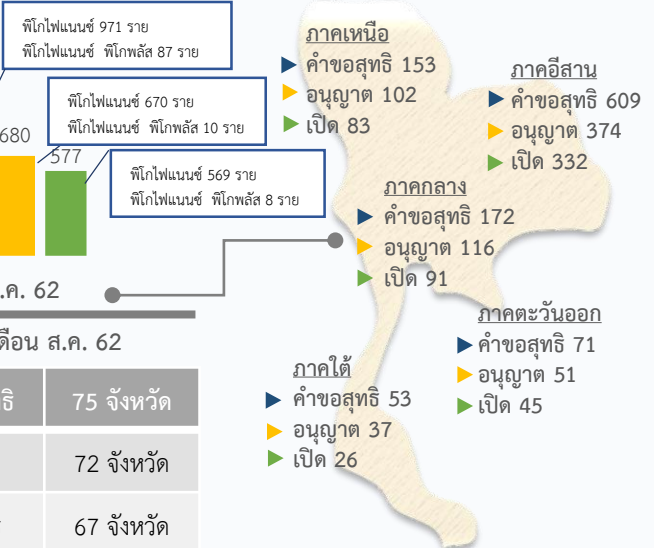 พิโกไฟแนนซ์ 971 ราย
พิโกไฟแนนซ์ พิโกพลัส 87 ราย
พิโกไฟแนนซ์ 670 ราย
พิโกไฟแนนซ์ พิโกพลัส 10 ราย
680
577
พิโกไฟแนนซ์ 569 ราย
พิโกไฟแนนซ์ พิโกพลัส 8 ราย
.ค. 62
ดือน ส.ค. 62
ธิ 75 จังหวัด
72 จังหวัด
67 จังหวัด
ภาคเหนือ
คำขอสุทธิ 153
อนุญาต 102
เปิด 83
ภาคอีสาน
คำขอสุทธิ 609
อนุญาต 374
เปิด 332
ภาคกลาง
คำขอสุทธิ 172
อนุญาต 116
เปิด 91
ภาคตะวันออก
คำขอสุทธิ 71
อนุญาต 51
เปิด 45
ภาคใต้
คำขอสุทธิ 53
อนุญาต 37
เปิด 26